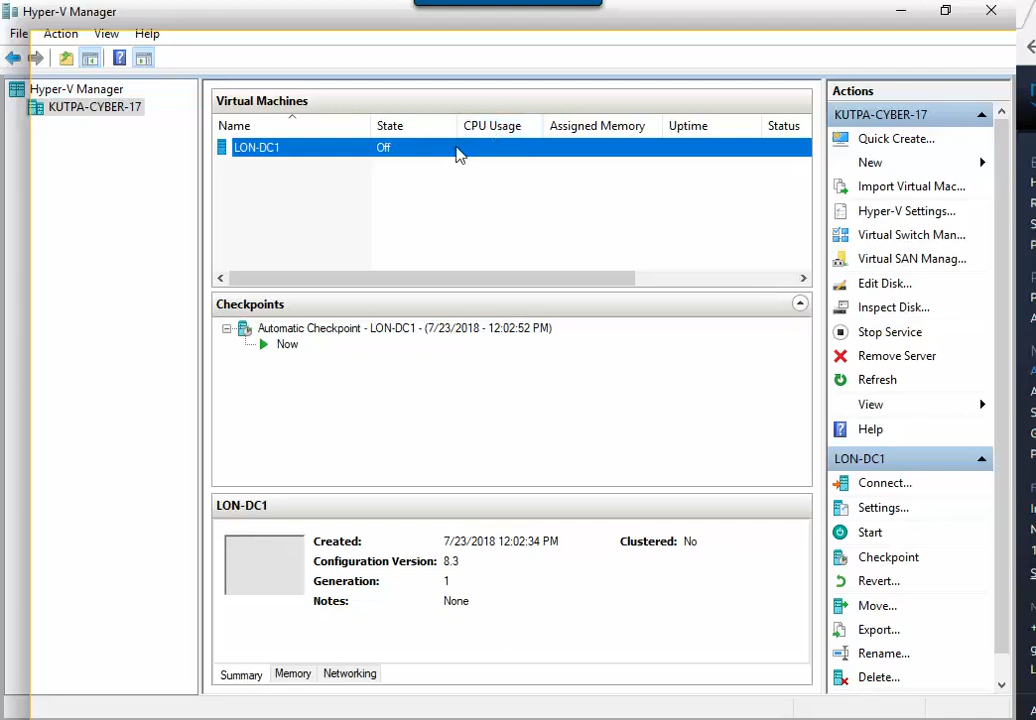 Hyper-V Manager
File Action View Help
Hyper-V Manager
KUTPA-CYBER-17
Virtual Machines
Name State CPU Usage Assigned Memory Uptime Status
LON-DC1 Off
Checkpoints
Automatic Checkpoint - LON-DC1 - (7/23/2018 - 12:02:52 PM)
Now
LON-DC1
Created: 7/23/2018 12:02:34 PM Clustered: No
Configuration Version: 8.3
Generation: 1
Notes: None
Summary Memory Networking
Actions
KUTPA-CYBER-17
Quick Create...
New
Import Virtual Mac...
Hyper-V Settings...
Virtual Switch Man...
Virtual SAN Manag...
Edit Disk...
Inspect Disk...
Stop Service
Remove Server
Refresh
View
Help
LON-DC1
Connect...
Settings...
Start
Checkpoint
Revert...
Move...
Export...
Rename...
Delete...